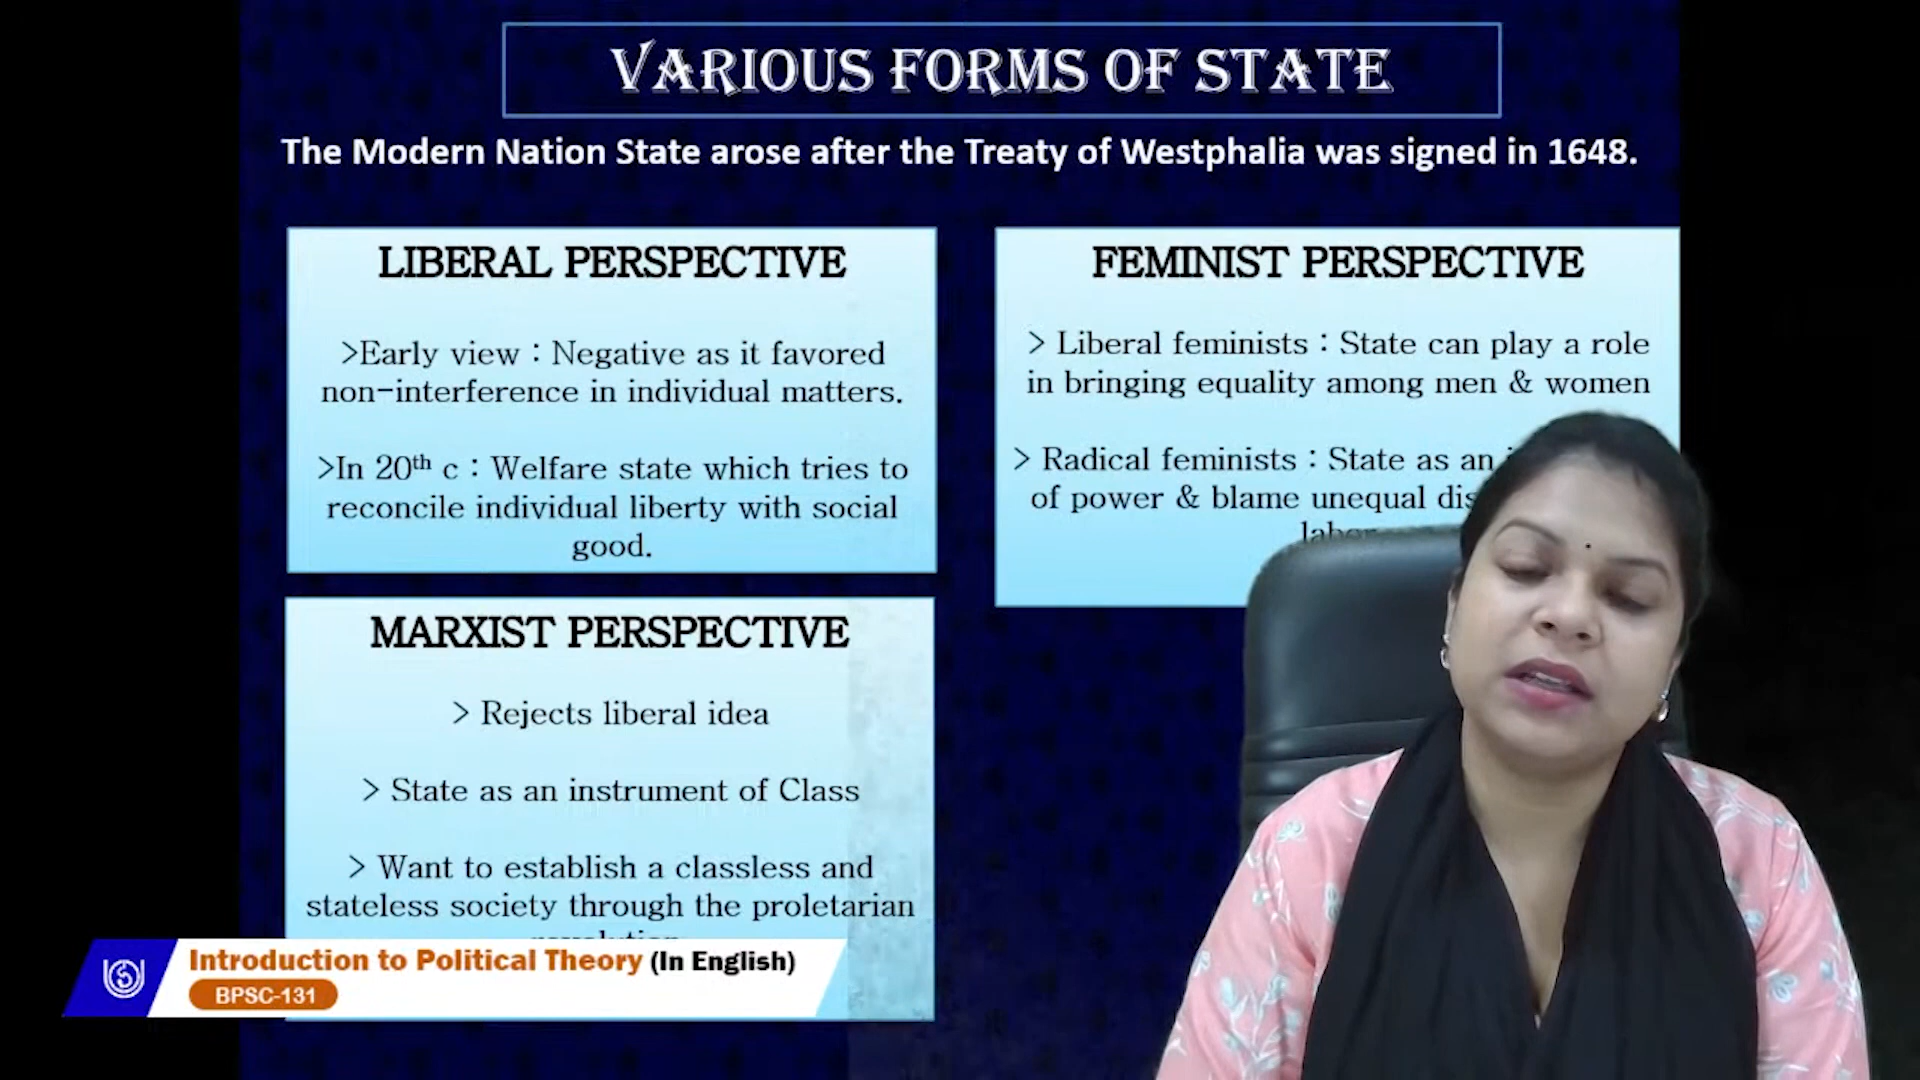 VARIOUS FORMS OF STATE
The Modern Nation State arose after the Treaty of Westphalia was signed in 1648.
LIBERAL PERSPECTIVE
>Early view : Negative as it favored
non-interference in individual matters.
>In 20th c : Welfare state which tries to
reconcile individual liberty with social
good.
FEMINIST PERSPECTIVE
> Liberal feminists : State can play a role
in bringing equality among men & women
> Radical feminists : State as an
of power & blame unequal
labor
MARXIST PERSPECTIVE
> Rejects liberal idea
> State as an instrument of Class
> Want to establish a classless and
stateless society through the proletarian
revolution
Introduction to Political Theory (In English)
BPSC-131